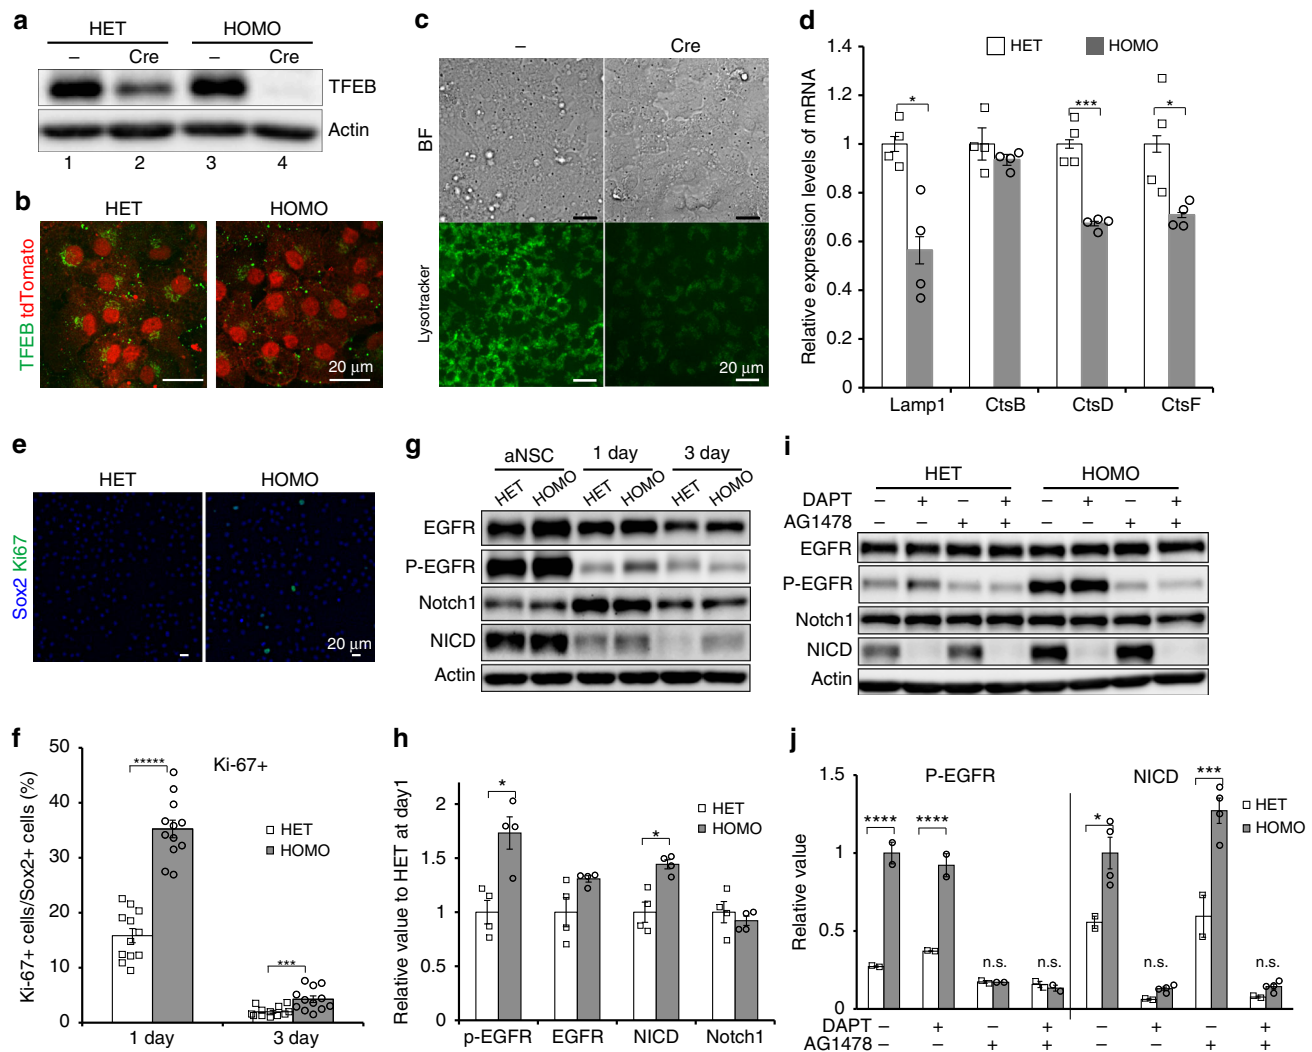 a
HET HOMO
– Cre – Cre
TFEB
Actin
1 2 3 4
b
HET HOMO
TFEB tdTomato
20 µm
c
– Cre
BF
Lysotracker
20 µm
d
HET HOMO
Relative expression levels of mRNA
1.4
1.2
1
0.8
0.6
0.4
0.2
0
* *** *
Lamp1 CtsB CtsD CtsF
e
HET HOMO
Sox2 Ki67
20 µm
f
Ki-67+
Ki-67+ cells/Sox2+ cells (%)
50
40
30
20
10
0
*****
***
HET
HOMO
1 day 3 day
g
aNSC 1 day 3 day
HET HOMO HET HOMO HET HOMO
EGFR
P-EGFR
Notch1
NICD
Actin
h
Relative value to HET at day1
2
1.5
1
0.5
0
* *
HET
HOMO
p-EGFR EGFR NICD Notch1
i
HET HOMO
DAPT – + – + – + – +
AG1478 – – + + – – + +
EGFR
P-EGFR
Notch1
NICD
Actin
j
P-EGFR NICD
Relative value
1.5
1
0.5
0
**** **** n.s. n.s. * n.s. *** n.s.
HET
HOMO
DAPT – + – + – + – +
AG1478 – – + + – – + +